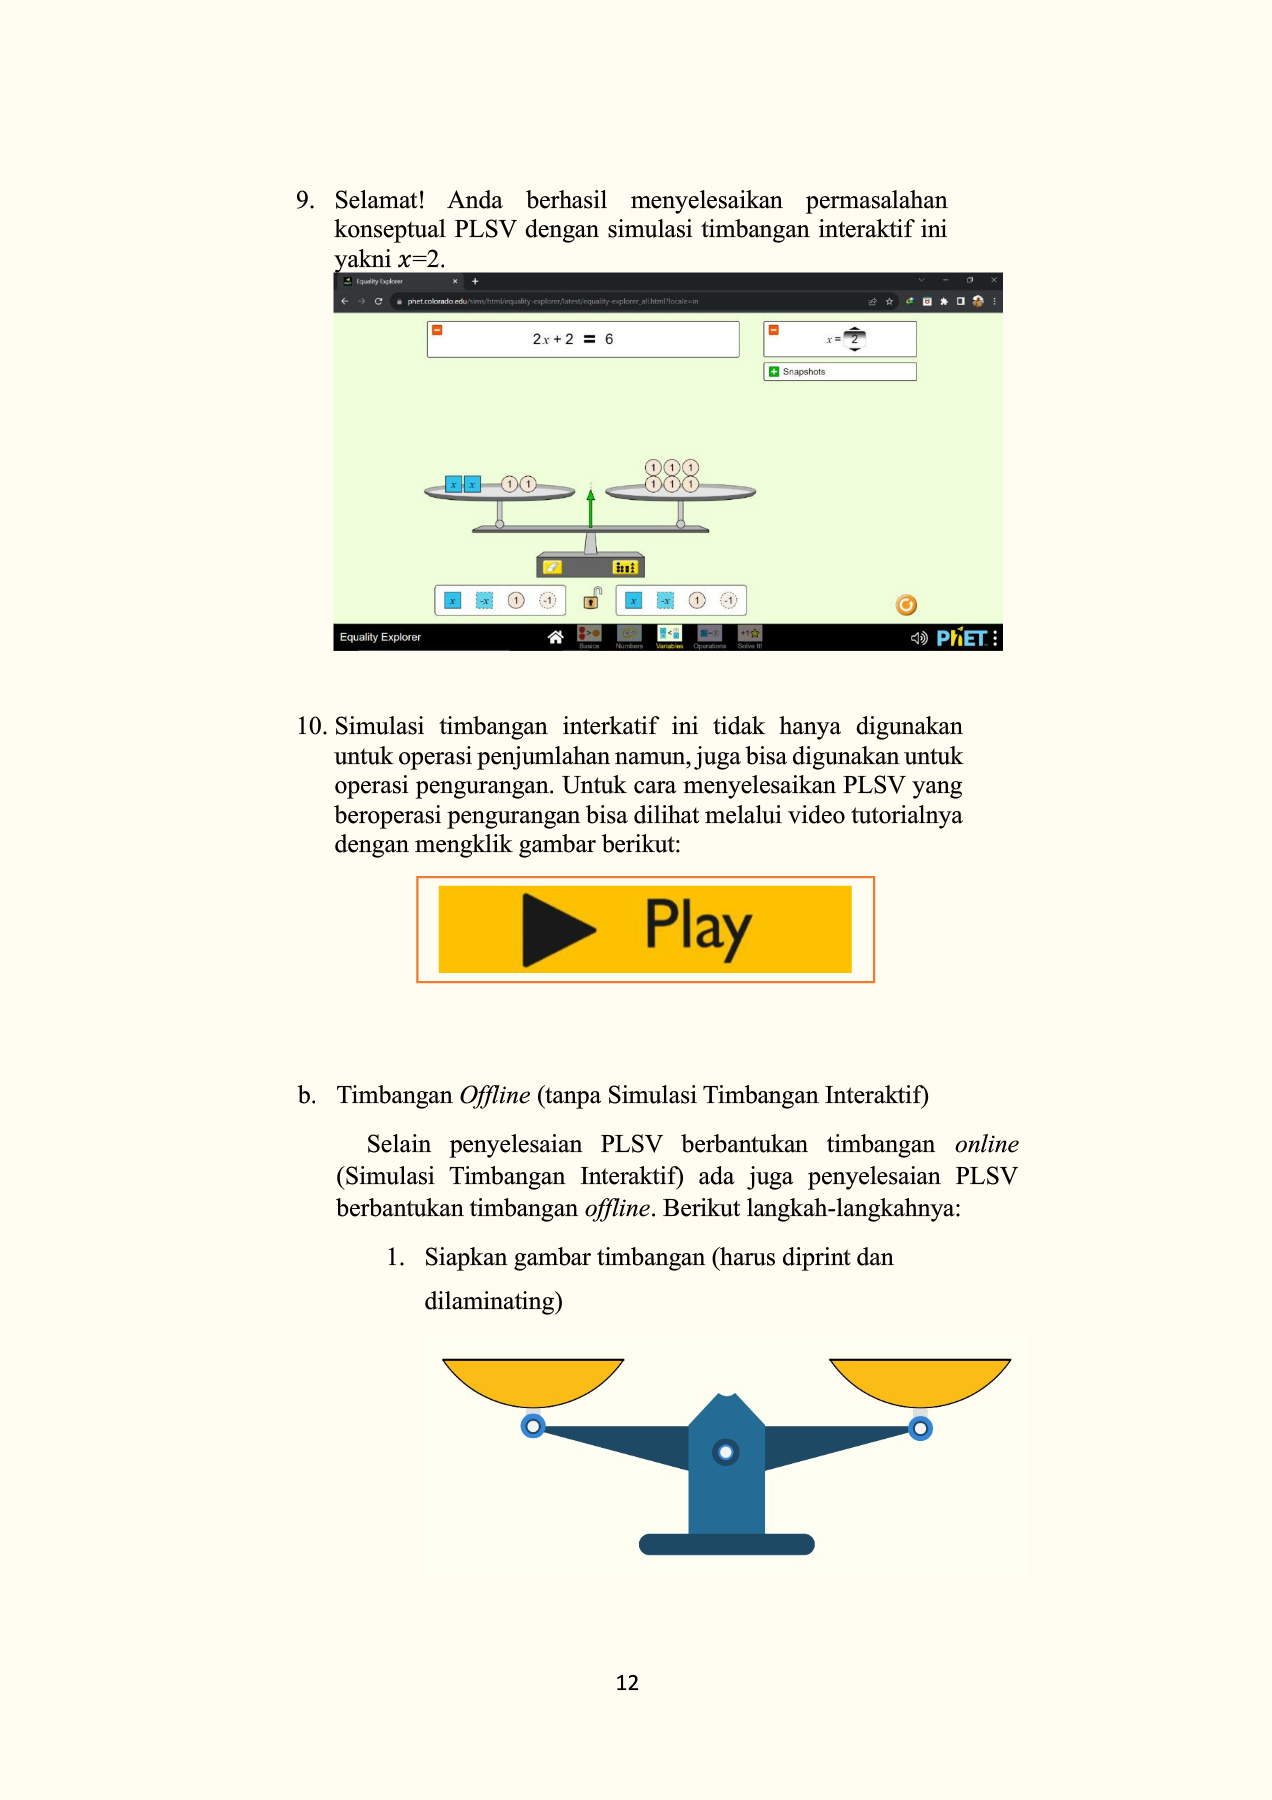 9. Selamat! Anda berhasil menyelesaikan permasalahan
konseptual PLSV dengan simulasi timbangan interaktif ini
yakni x=2.
Equality Explorer
phet.colorado.edu/sims/html/equality-explorer/latest/equality-explorer_all.html?locale=in
2x + 2 = 6
x = 2
Snapshots
1 1 1
x x 1 1 1 1 1
x -x 1 -1 x -x 1 -1
Equality Explorer
Basics Numbers Variables Operations Solve It!
PhET
10. Simulasi timbangan interkatif ini tidak hanya digunakan
untuk operasi penjumlahan namun, juga bisa digunakan untuk
operasi pengurangan. Untuk cara menyelesaikan PLSV yang
beroperasi pengurangan bisa dilihat melalui video tutorialnya
dengan mengklik gambar berikut:
Play
b. Timbangan Offline (tanpa Simulasi Timbangan Interaktif)
Selain penyelesaian PLSV berbantukan timbangan online
(Simulasi Timbangan Interaktif) ada juga penyelesaian PLSV
berbantukan timbangan offline. Berikut langkah-langkahnya:
1. Siapkan gambar timbangan (harus diprint dan
dilaminating)
12